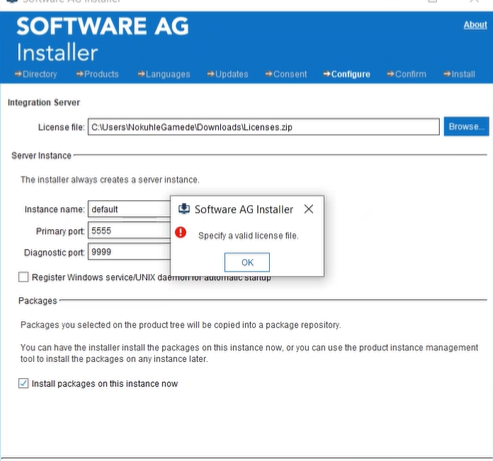 Software AG Installer
SOFTWARE AG
About
Installer
Directory
Products
Languages
Updates
Consent
Configure
Confirm
Install
Integration Server
License file: C:\Users\NokuhleGamede\Downloads\Licenses.zip Browse...
Server Instance
The installer always creates a server instance.
Instance name: default
Primary port: 5555
Diagnostic port: 9999
Software AG Installer
Specify a valid license file.
OK
Register Windows service/UNIX daemon for automatic startup
Packages
Packages you selected on the product tree will be copied into a package repository.
You can have the installer install the packages on this instance now, or you can use the product instance management
tool to install the packages on any instance later.
Install packages on this instance now